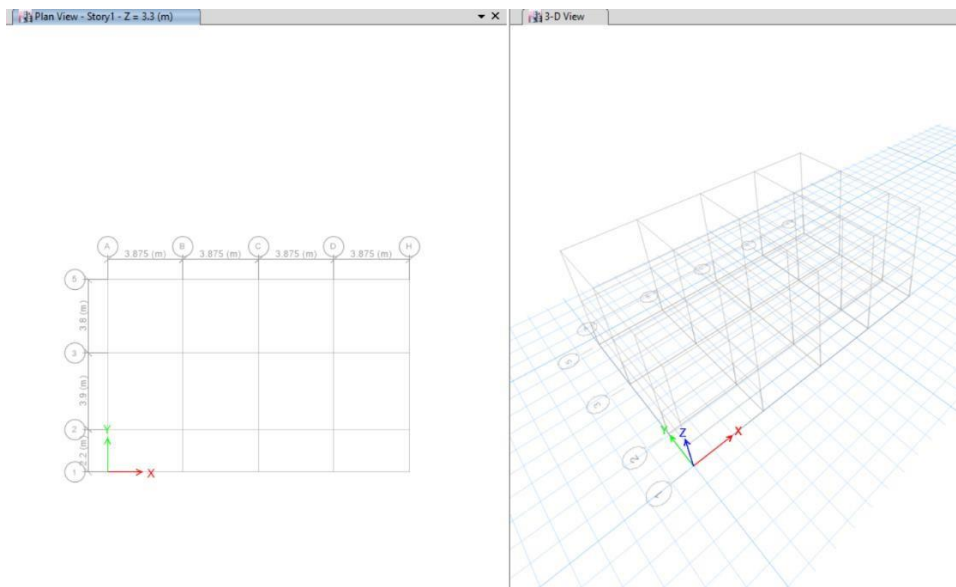 Plan View - Story1 - Z = 3.3 (m)
3-D View
A B C D H
3.875 (m) 3.875 (m) 3.875 (m) 3.875 (m)
5
3
3.9 (m)
2
Y
1
X
Y Z X
3
2
1